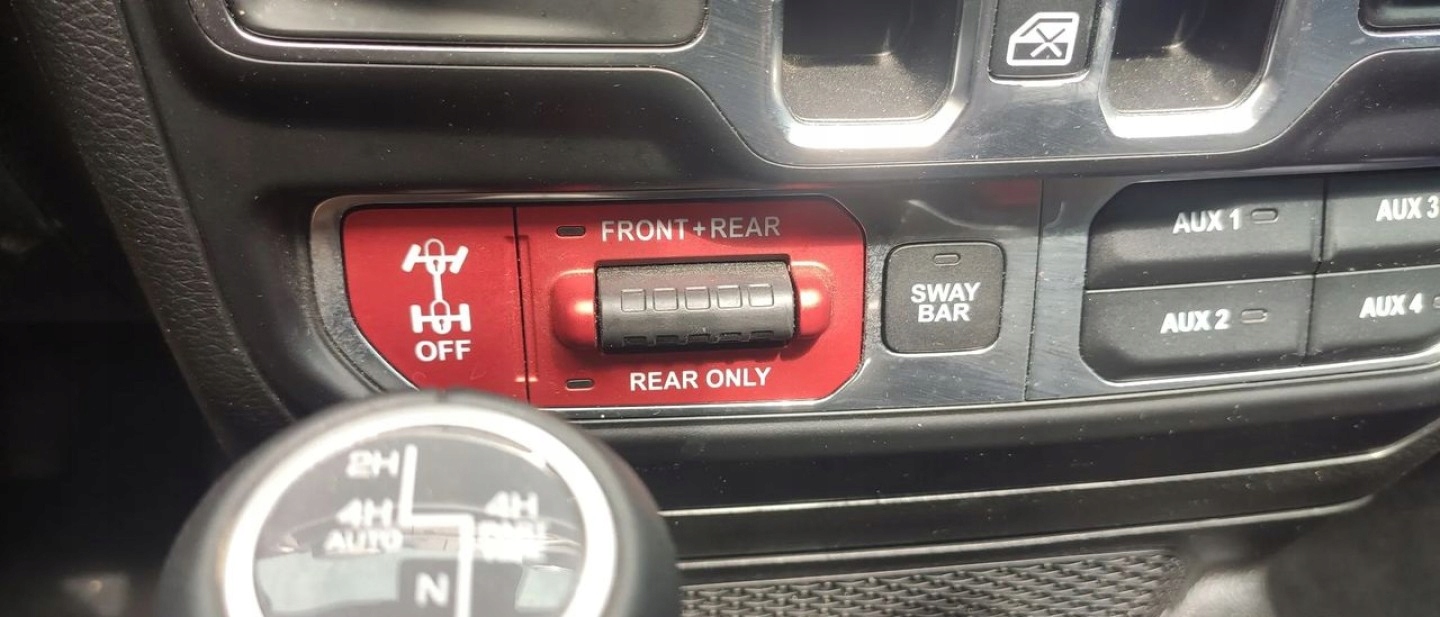 FRONT+REAR
OFF
REAR ONLY
SWAY
BAR
AUX 1
AUX 2
AUX 3
AUX 4
2H
4H
AUTO
4H
PART
N